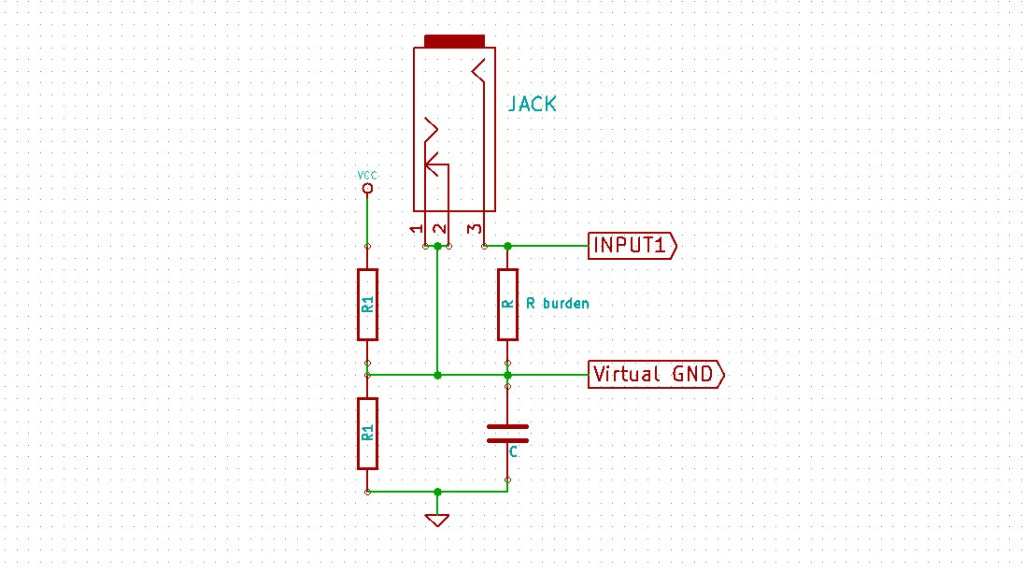 JACK
VCC
1
2
3
INPUT1
R1
R
R burden
Virtual GND
R1
C